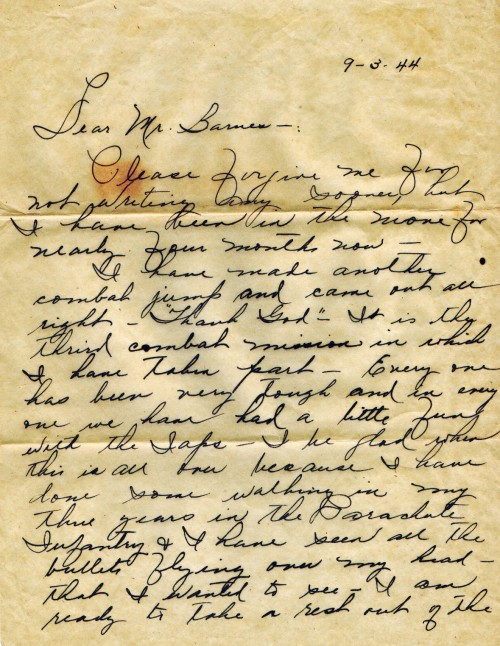 9-3-44
Dear Mr. Barnes -:
Please forgive me for
not writing any sooner, but
I have been in the move for
nearly four months now -
I have made another
combat jump and came out all
right - "Thank God" - It is the
third combat mission in which
I have taken part - Every one
has been very tough and in every
one we have had a little
with the Japs - I be glad when
this is all over because I have
done some walking in my
three years in the Parachute
Infantry & I have seen all the
bullets flying over my head -
that I wanted to see - I am
ready to take a rest out of the